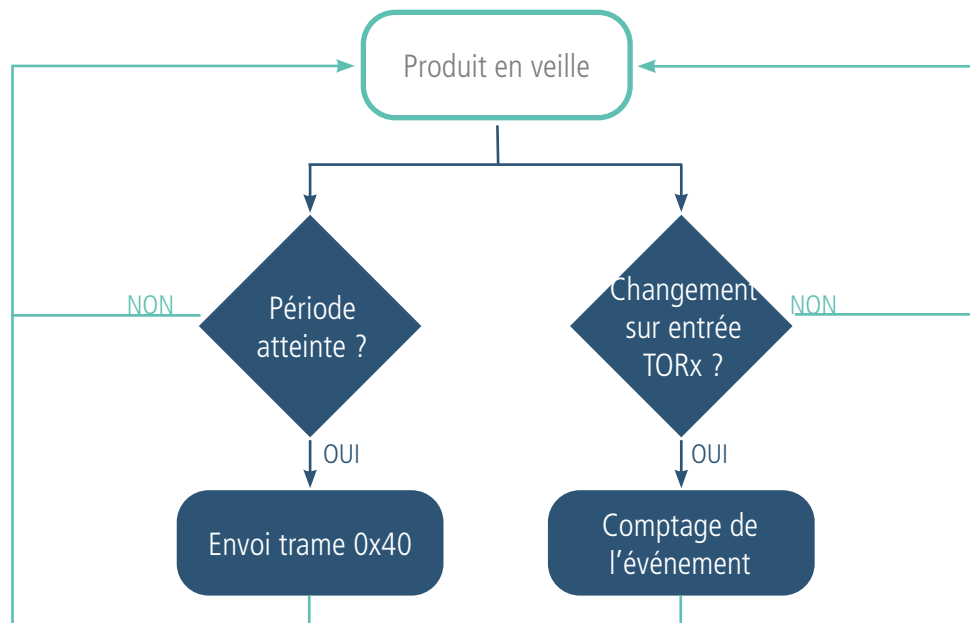 Produit en veille
NON
Période
atteinte ?
Changement
sur entrée
TORx ?
NON
OUI
OUI
Envoi trame 0x40
Comptage de
l’événement